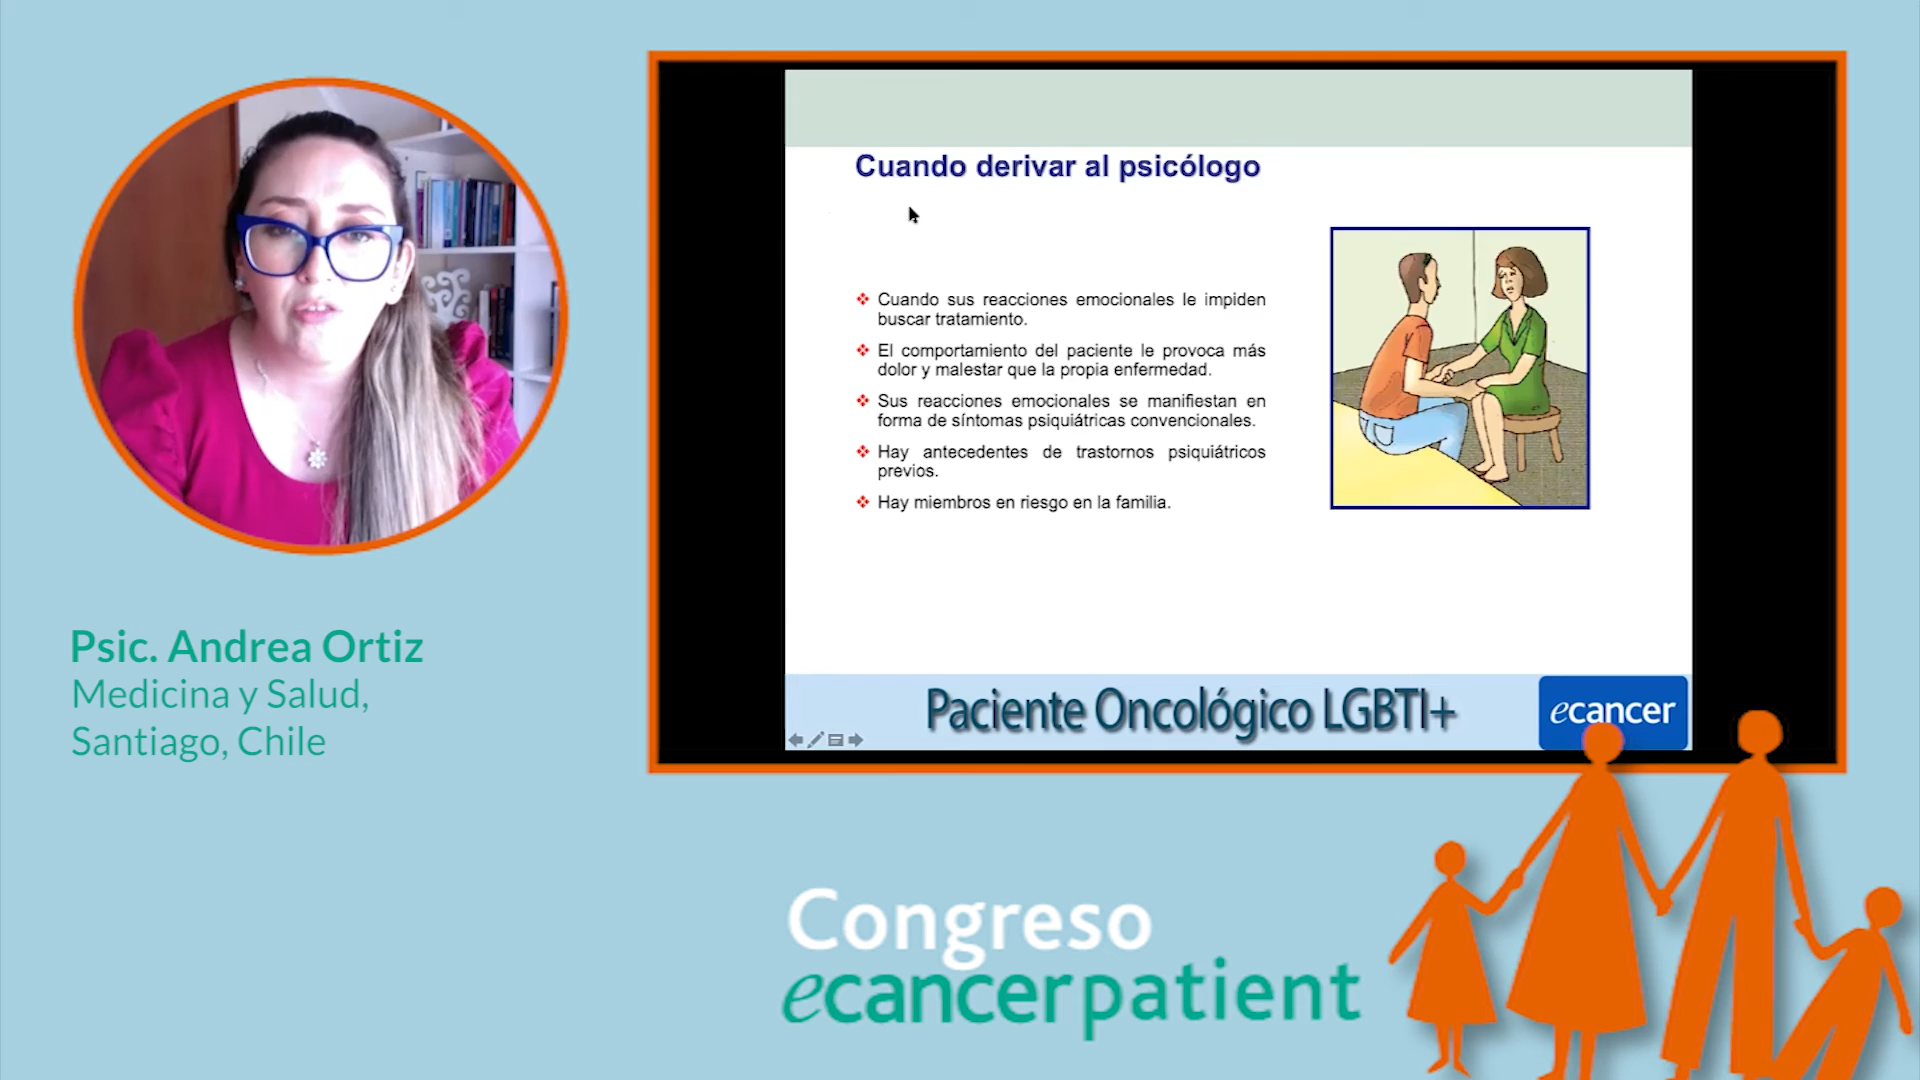 Cuando derivar al psicólogo
Cuando sus reacciones emocionales le impiden
buscar tratamiento.
El comportamiento del paciente le provoca más
dolor y malestar que la propia enfermedad.
Sus reacciones emocionales se manifiestan en
forma de síntomas psiquiátricas convencionales.
Hay antecedentes de trastornos psiquiátricos
previos.
Hay miembros en riesgo en la familia.
Paciente Oncológico LGBTI+
ecancer
Psic. Andrea Ortiz
Medicina y Salud,
Santiago, Chile
Congreso
ecancerpatient